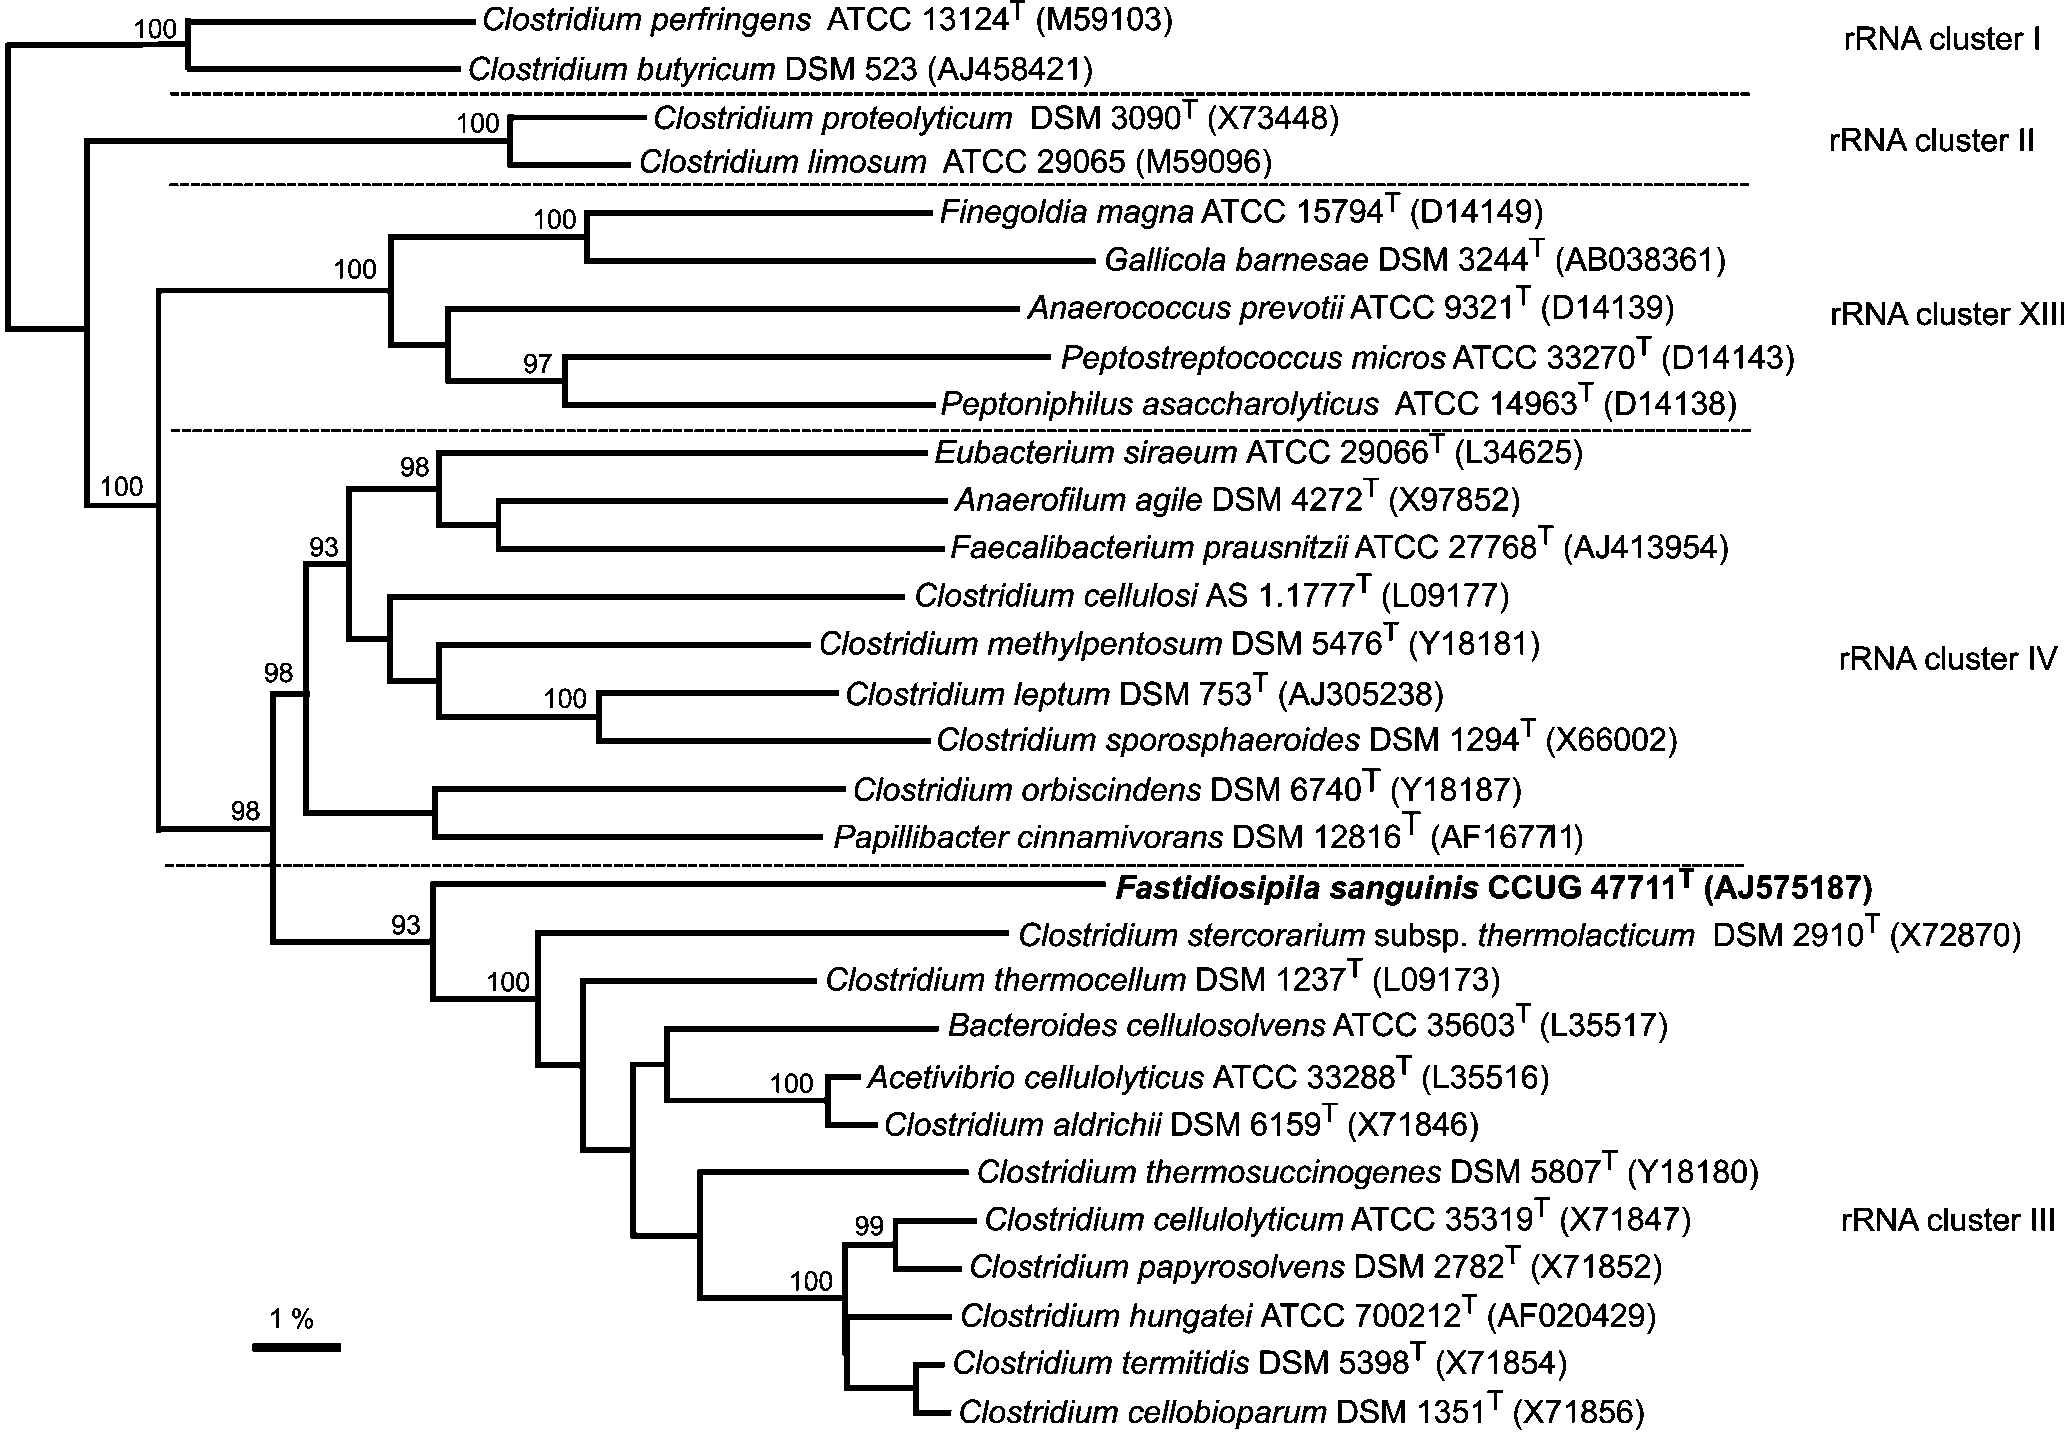 100
Clostridium perfringens ATCC 13124T (M59103)
rRNA cluster I
Clostridium butyricum DSM 523 (AJ458421)
100
Clostridium proteolyticum DSM 3090T (X73448)
rRNA cluster II
Clostridium limosum ATCC 29065 (M59096)
100
Finegoldia magna ATCC 15794T (D14149)
100
Gallicola barnesae DSM 3244T (AB038361)
Anaerococcus prevotii ATCC 9321T (D14139)
rRNA cluster XIII
97
Peptostreptococcus micros ATCC 33270T (D14143)
Peptoniphilus asaccharolyticus ATCC 14963T (D14138)
100
98
Eubacterium siraeum ATCC 29066T (L34625)
Anaerofilum agile DSM 4272T (X97852)
93
Faecalibacterium prausnitzii ATCC 27768T (AJ413954)
Clostridium cellulosi AS 1.1777T (L09177)
Clostridium methylpentosum DSM 5476T (Y18181)
rRNA cluster IV
98
100
Clostridium leptum DSM 753T (AJ305238)
Clostridium sporosphaeroides DSM 1294T (X66002)
Clostridium orbiscindens DSM 6740T (Y18187)
98
Papillibacter cinnamivorans DSM 12816T (AF167711)
Fastidiosipila sanguinis CCUG 47711T (AJ575187)
93
Clostridium stercorarium subsp. thermolacticum DSM 2910T (X72870)
100
Clostridium thermocellum DSM 1237T (L09173)
Bacteroides cellulosolvens ATCC 35603T (L35517)
100
Acetivibrio cellulolyticus ATCC 33288T (L35516)
Clostridium aldrichii DSM 6159T (X71846)
Clostridium thermosuccinogenes DSM 5807T (Y18180)
99
Clostridium cellulolyticum ATCC 35319T (X71847)
rRNA cluster III
100
Clostridium papyrosolvens DSM 2782T (X71852)
1 %
Clostridium hungatei ATCC 700212T (AF020429)
Clostridium termitidis DSM 5398T (X71854)
Clostridium cellobioparum DSM 1351T (X71856)